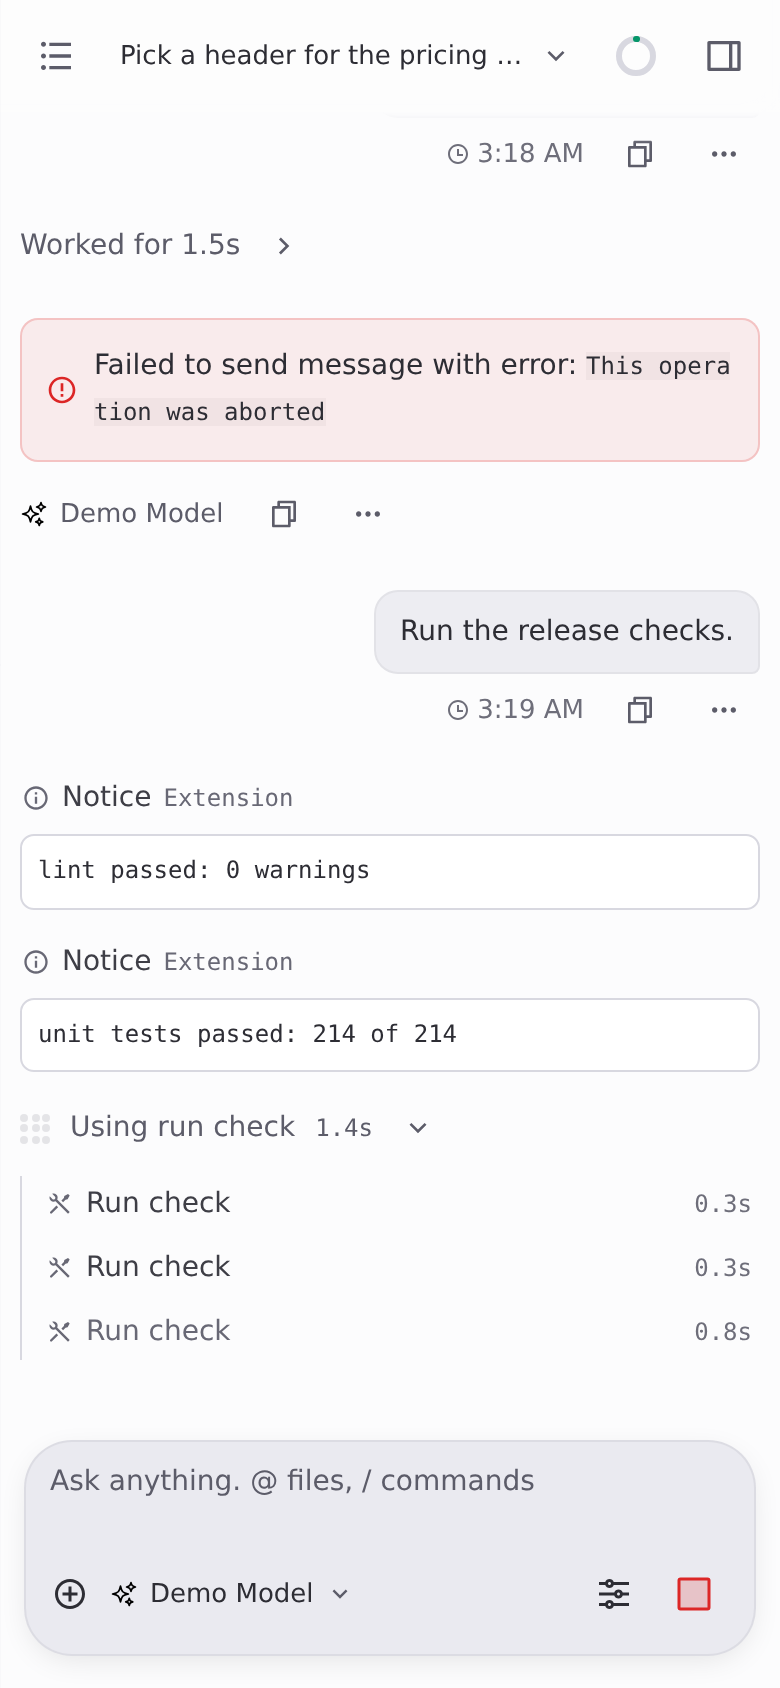 Pick a header for the pricing ...
3:18 AM
Worked for 1.5s
Failed to send message with error: This opera
tion was aborted
Demo Model
Run the release checks.
3:19 AM
Notice Extension
lint passed: 0 warnings
Notice Extension
unit tests passed: 214 of 214
Using run check 1.4s
Run check 0.3s
Run check 0.3s
Run check 0.8s
Ask anything. @ files, / commands
Demo Model